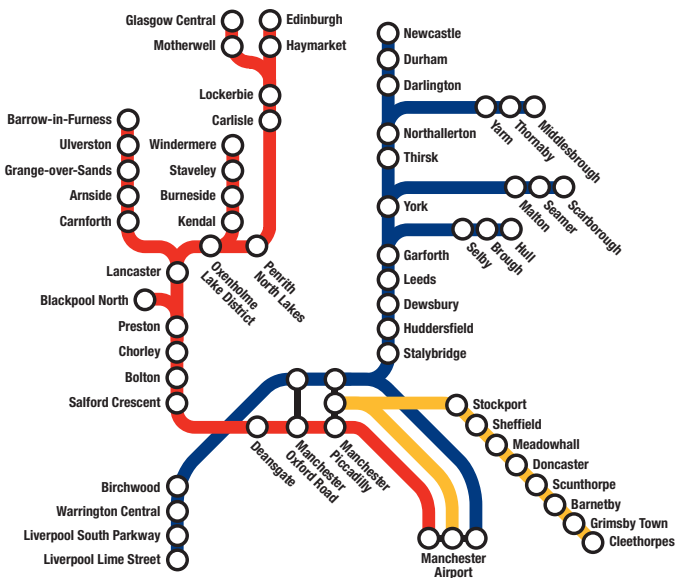 Glasgow Central
Edinburgh
Motherwell
Haymarket
Lockerbie
Carlisle
Barrow-in-Furness
Ulverston
Grange-over-Sands
Arnside
Carnforth
Windermere
Staveley
Burneside
Kendal
Oxenholme
Lake District
Penrith
North Lakes
Lancaster
Blackpool North
Preston
Chorley
Bolton
Salford Crescent
Deansgate
Manchester
Oxford Road
Manchester
Piccadilly
Newcastle
Durham
Darlington
Yarm
Thornaby
Middlesbrough
Northallerton
Thirsk
Malton
Seamer
Scarborough
York
Selby
Brough
Hull
Garforth
Leeds
Dewsbury
Huddersfield
Stalybridge
Stockport
Sheffield
Meadowhall
Doncaster
Scunthorpe
Barnetby
Grimsby Town
Cleethorpes
Birchwood
Warrington Central
Liverpool South Parkway
Liverpool Lime Street
Manchester
Airport